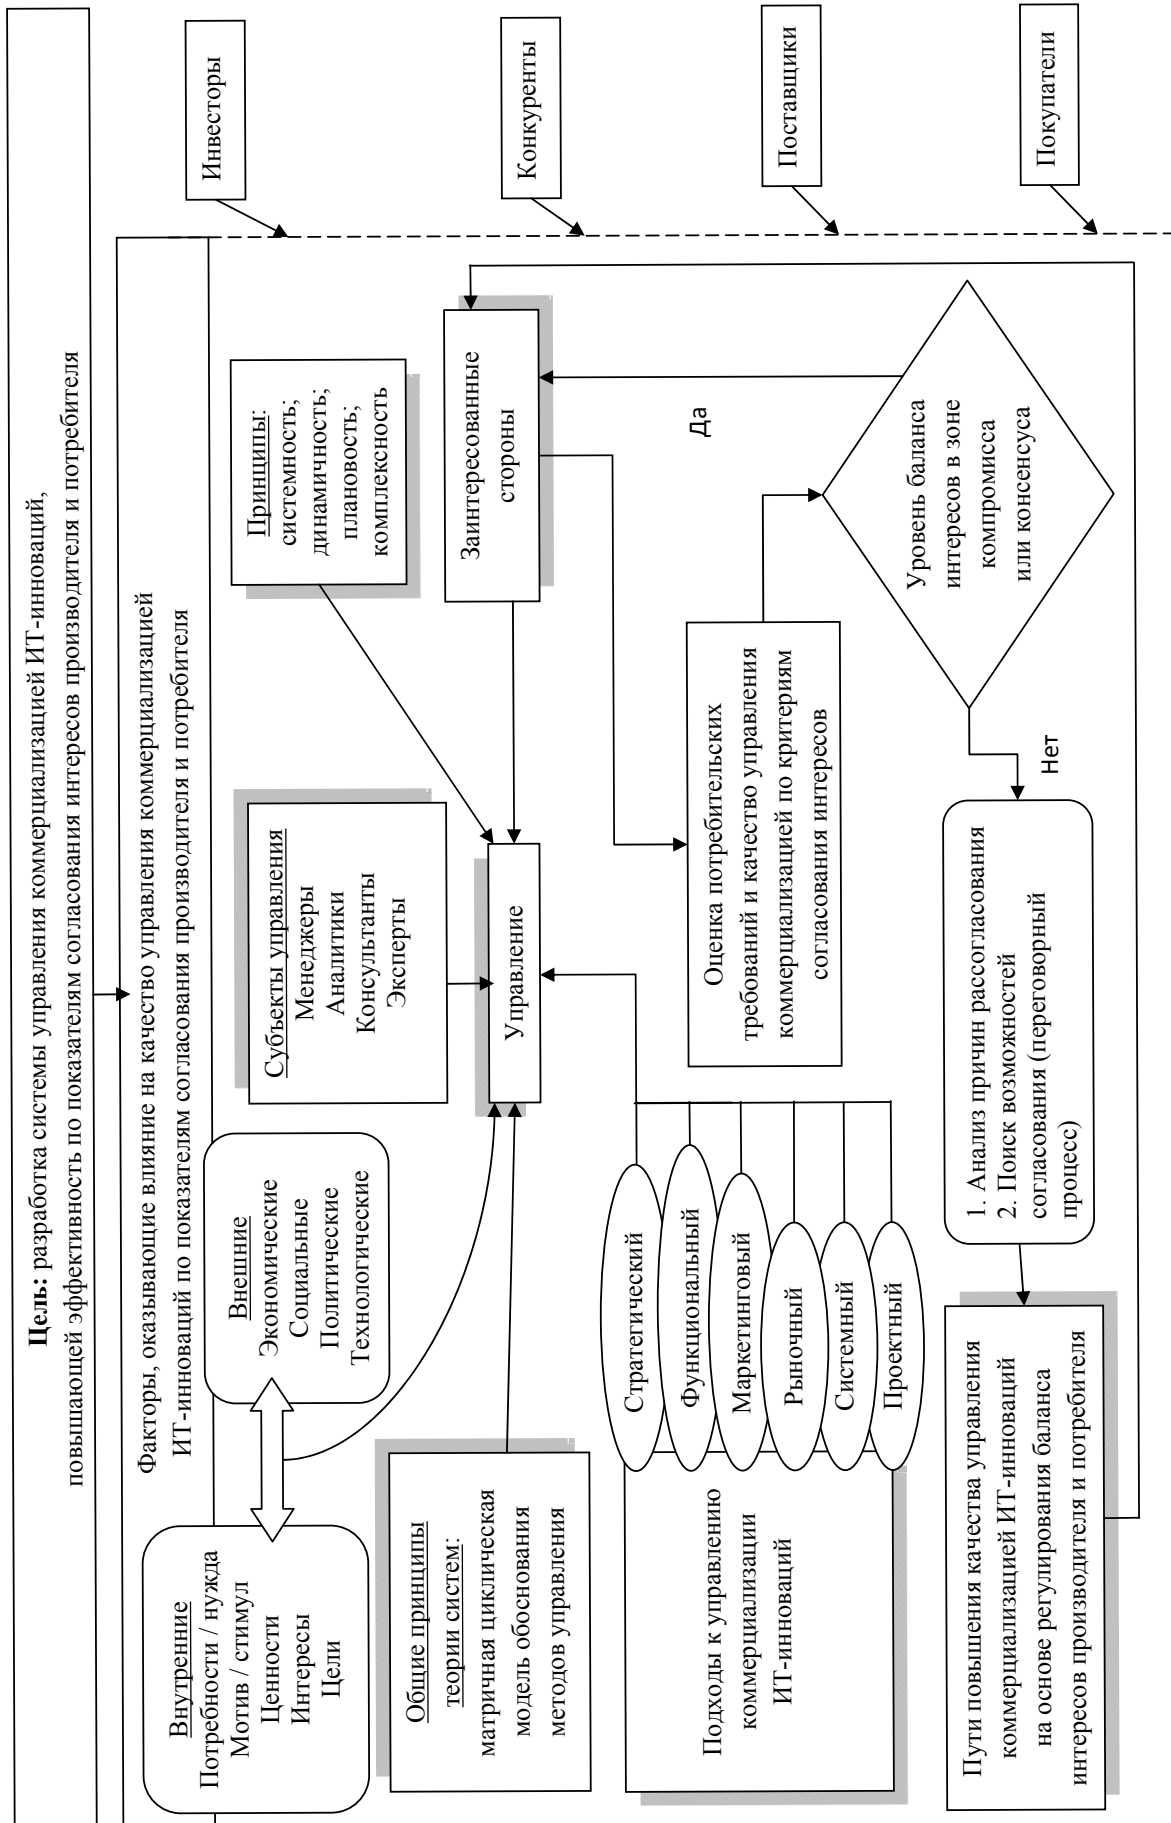 Цель: разработка системы управления коммерциализацией ИТ-инноваций,
повышающей эффективность по показателям согласования интересов производителя и потребителя
Факторы, оказывающие влияние на качество управления коммерциализацией
ИТ-инноваций по показателям согласования производителя и потребителя
Внутренние
Потребности / нужда
Мотив / стимул
Ценности
Интересы
Цели
Внешние
Экономические
Социальные
Политические
Технологические
Субъекты управления
Менеджеры
Аналитики
Консультанты
Эксперты
Принципы:
системность;
динамичность;
плановость;
комплексность
Инвесторы
Общие принципы
теории систем:
матричная циклическая
модель обоснования
методов управления
Управление
Заинтересованные
стороны
Конкуренты
Подходы к управлению
коммерциализации
ИТ-инноваций
Стратегический
Функциональный
Маркетинговый
Рыночный
Системный
Проектный
Оценка потребительских
требований и качество управления
коммерциализацией по критериям
согласования интересов
Да
Поставщики
Пути повышения качества управления
коммерциализацией ИТ-инноваций
на основе регулирования баланса
интересов производителя и потребителя
1. Анализ причин рассогласования
2. Поиск возможностей
согласования (переговорный
процесс)
Нет
Уровень баланса
интересов в зоне
компромисса
или консенсуса
Покупатели